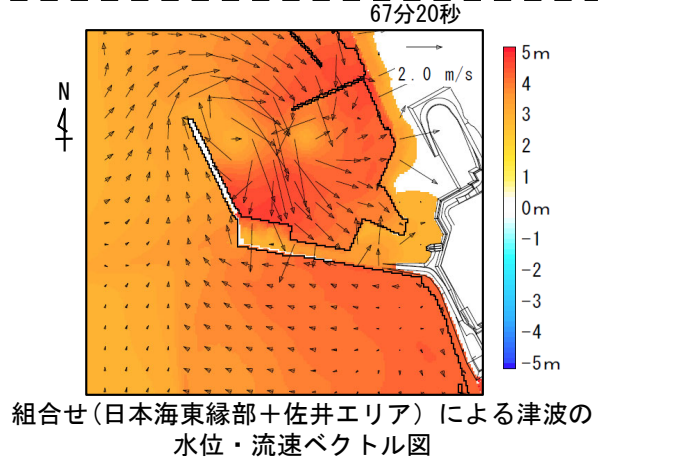 67分20秒
2.0 m/s
N
5m
4
3
2
1
0m
-1
-2
-3
-4
-5m
組合せ(日本海東縁部＋佐井エリア)による津波の
水位・流速ベクトル図